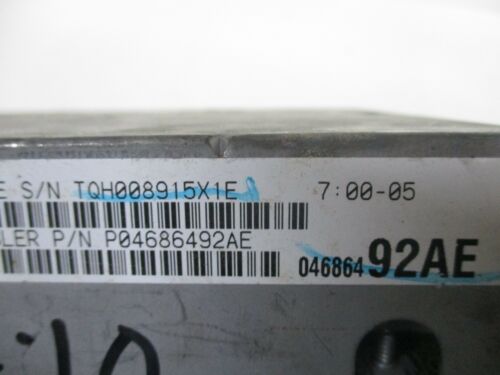 E S/N TQH008915X1E 7:00-05
LER P/N P04686492AE
04686492AE